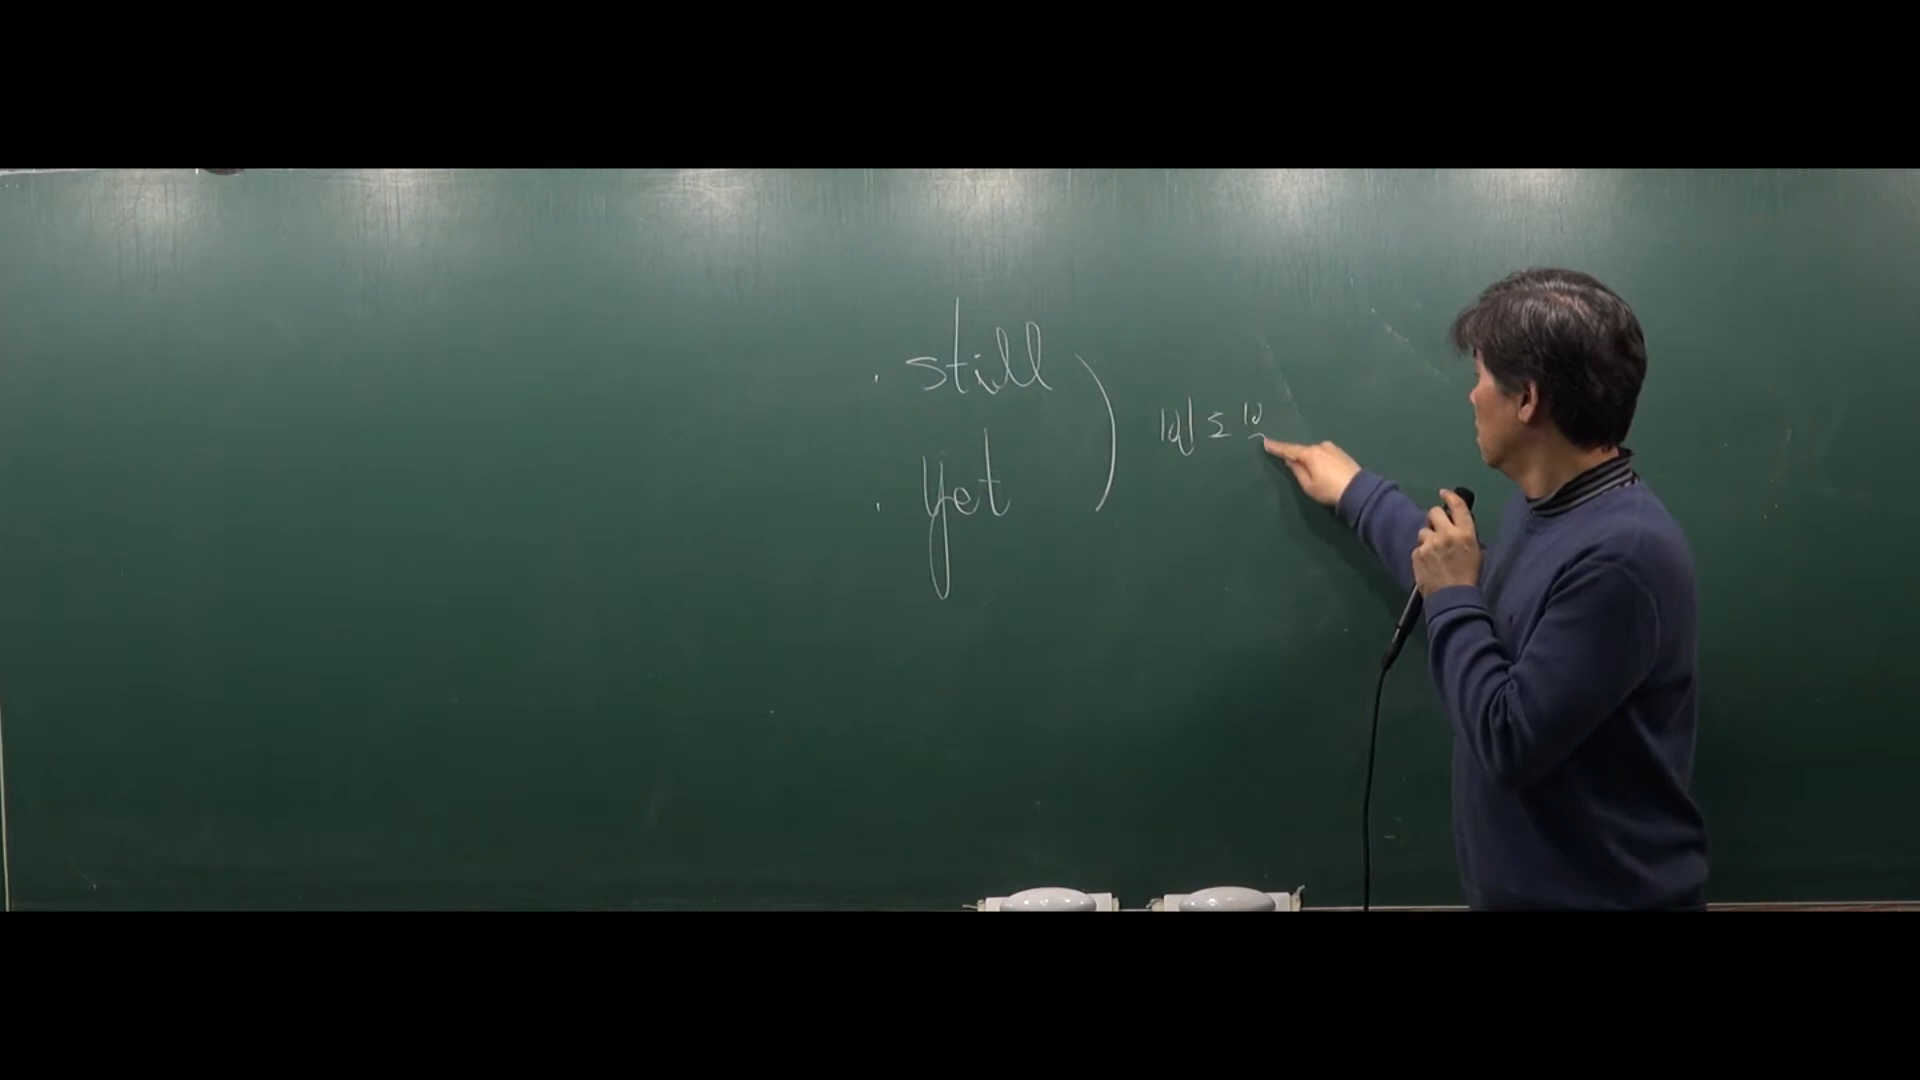 · still
· yet